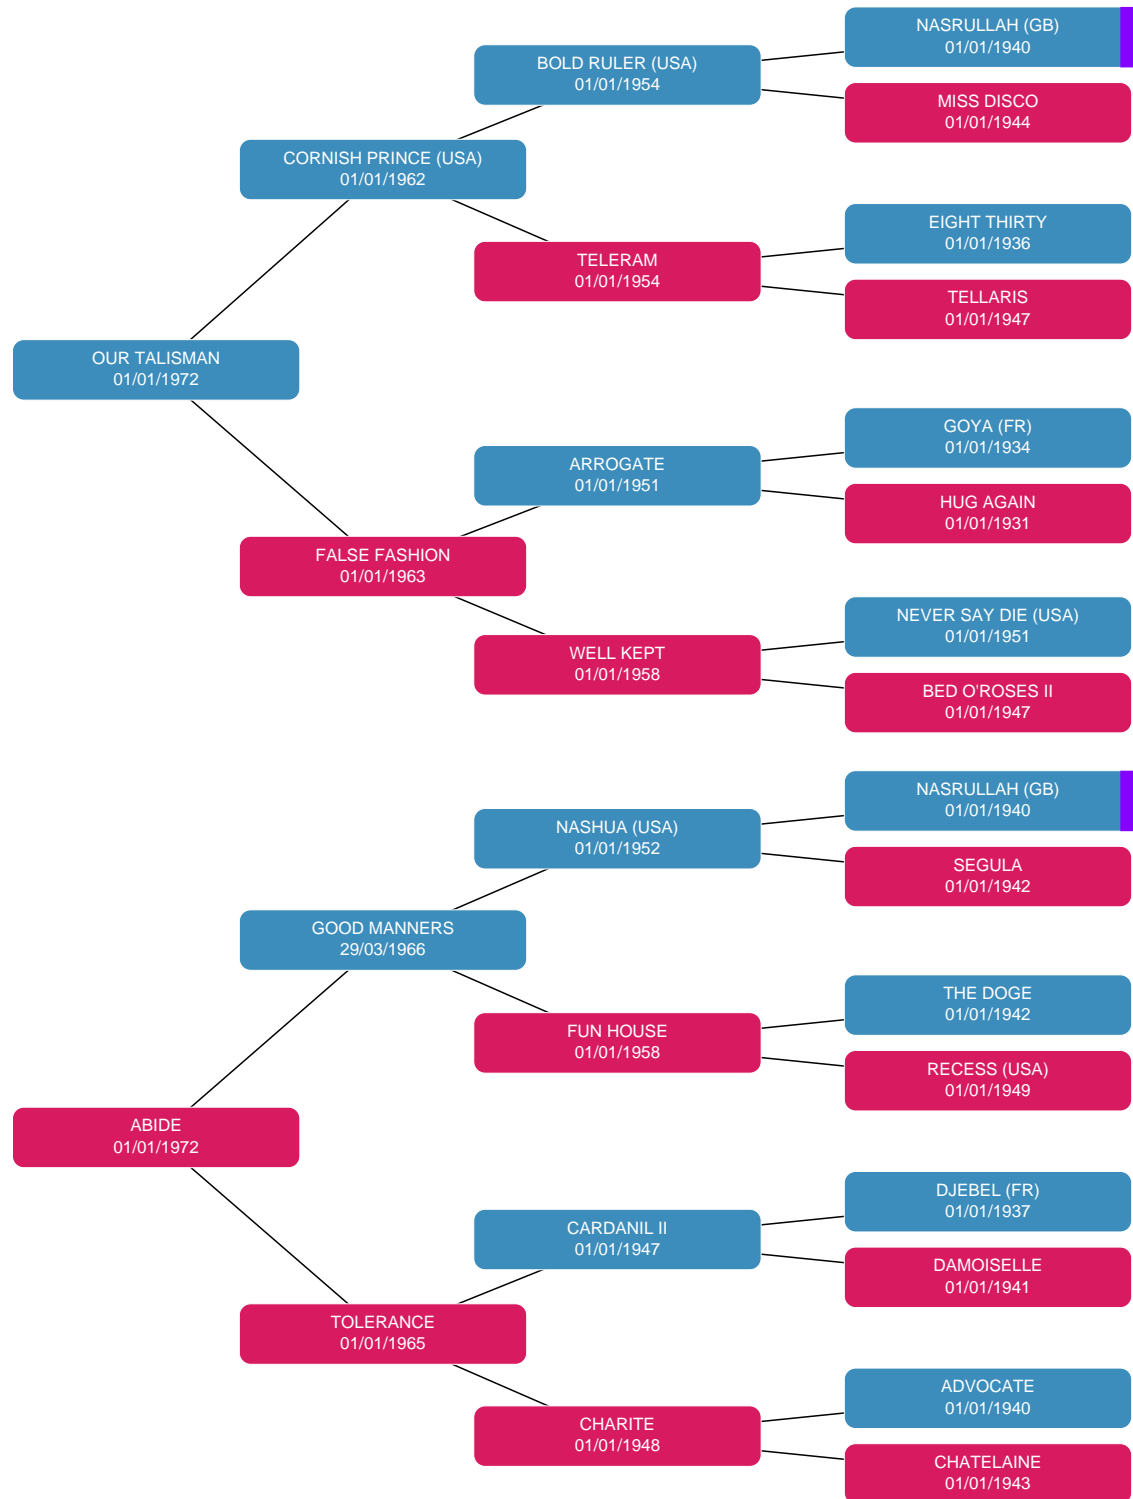 NASRULLAH (GB)
01/01/1940
BOLD RULER (USA)
01/01/1954
MISS DISCO
01/01/1944
CORNISH PRINCE (USA)
01/01/1962
EIGHT THIRTY
01/01/1936
TELERAM
01/01/1954
TELLARIS
01/01/1947
OUR TALISMAN
01/01/1972
GOYA (FR)
01/01/1934
ARROGATE
01/01/1951
HUG AGAIN
01/01/1931
FALSE FASHION
01/01/1963
NEVER SAY DIE (USA)
01/01/1951
WELL KEPT
01/01/1958
BED O'ROSES II
01/01/1947
NASRULLAH (GB)
01/01/1940
NASHUA (USA)
01/01/1952
SEGULA
01/01/1942
GOOD MANNERS
29/03/1966
THE DOGE
01/01/1942
FUN HOUSE
01/01/1958
RECESS (USA)
01/01/1949
ABIDE
01/01/1972
DJEBEL (FR)
01/01/1937
CARDANIL II
01/01/1947
DAMOISELLE
01/01/1941
TOLERANCE
01/01/1965
ADVOCATE
01/01/1940
CHARITE
01/01/1948
CHATELAINE
01/01/1943